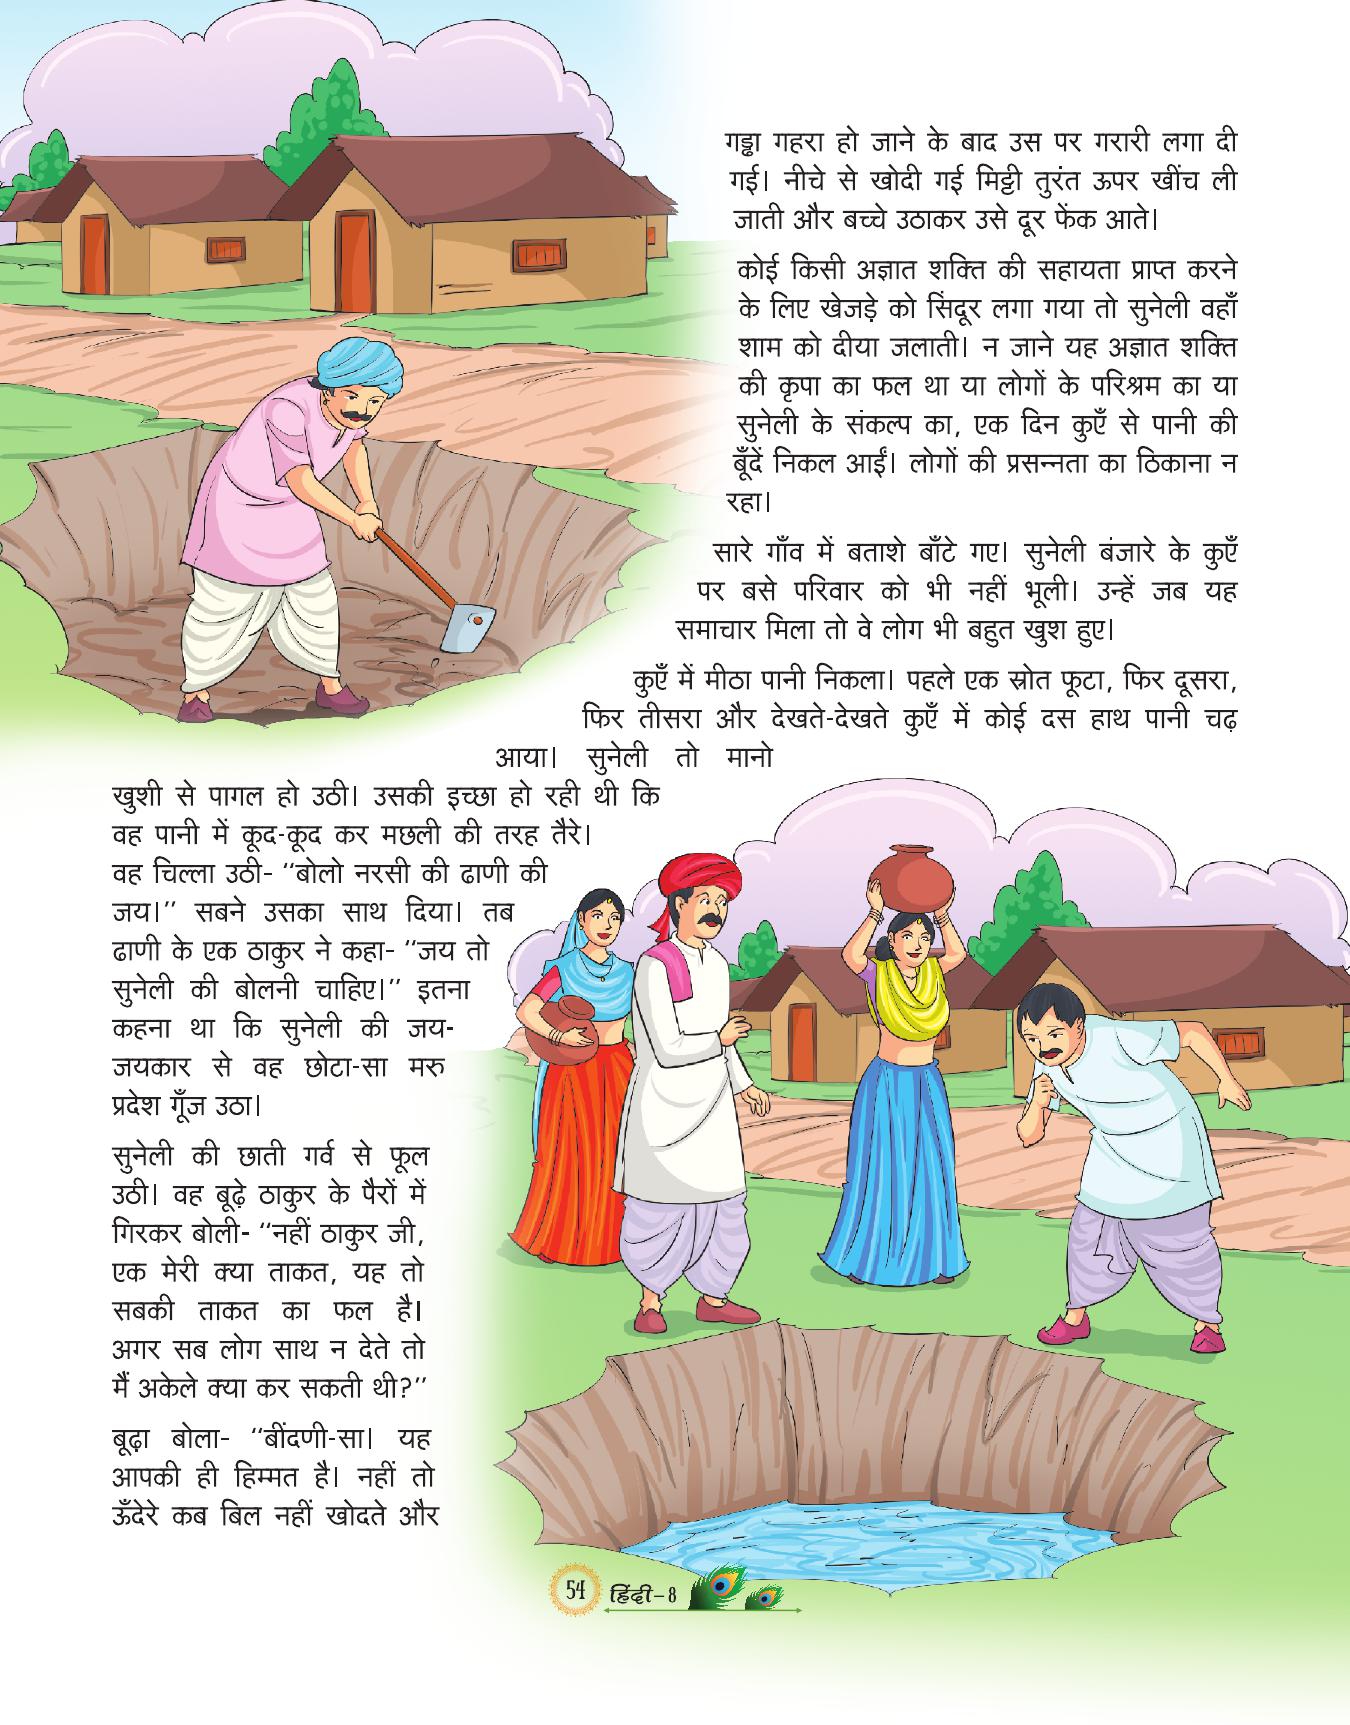 गड्ढा गहरा हो जाने के बाद उस पर गरारी लगा दी
गई। नीचे से खोदी गई मिट्टी तुरंत ऊपर खींच ली
जाती और बच्चे उठाकर उसे दूर फेंक आते।
कोई किसी अज्ञात शक्ति की सहायता प्राप्त करने
के लिए खेजड़े को सिंदूर लगा गया तो सुनेली वहाँ
शाम को दीया जलाती। न जाने यह अज्ञात शक्ति
की कृपा का फल था या लोगों के परिश्रम का या
सुनेली के संकल्प का, एक दिन कुएँ से पानी की
बूँदें निकल आईं। लोगों की प्रसन्नता का ठिकाना न
रहा।
सारे गाँव में बताशे बाँटे गए। सुनेली बंजारे के कुएँ
पर बसे परिवार को भी नहीं भूली। उन्हें जब यह
समाचार मिला तो वे लोग भी बहुत खुश हुए।
कुएँ में मीठा पानी निकला। पहले एक स्रोत फूटा, फिर दूसरा,
फिर तीसरा और देखते-देखते कुएँ में कोई दस हाथ पानी चढ़
आया। सुनेली तो मानो
खुशी से पागल हो उठी। उसकी इच्छा हो रही थी कि
वह पानी में कूद-कूद कर मछली की तरह तैरे।
वह चिल्ला उठी- ‘‘बोलो नरसी की ढाणी की
जय।’’ सबने उसका साथ दिया। तब
ढाणी के एक ठाकुर ने कहा- ‘‘जय तो
सुनेली की बोलनी चाहिए।’’ इतना
कहना था कि सुनेली की जय-
जयकार से वह छोटा-सा मरु
प्रदेश गूँज उठा।
सुनेली की छाती गर्व से फूल
उठी। वह बूढ़े ठाकुर के पैरों में
गिरकर बोली- ‘‘नहीं ठाकुर जी,
एक मेरी क्या ताकत, यह तो
सबकी ताकत का फल है।
अगर सब लोग साथ न देते तो
मैं अकेले क्या कर सकती थी?’’
बूढ़ा बोला- ‘‘बींदणी-सा। यह
आपकी ही हिम्मत है। नहीं तो
ऊँदेरे कब बिल नहीं खोदते और
54 हिंदी–8